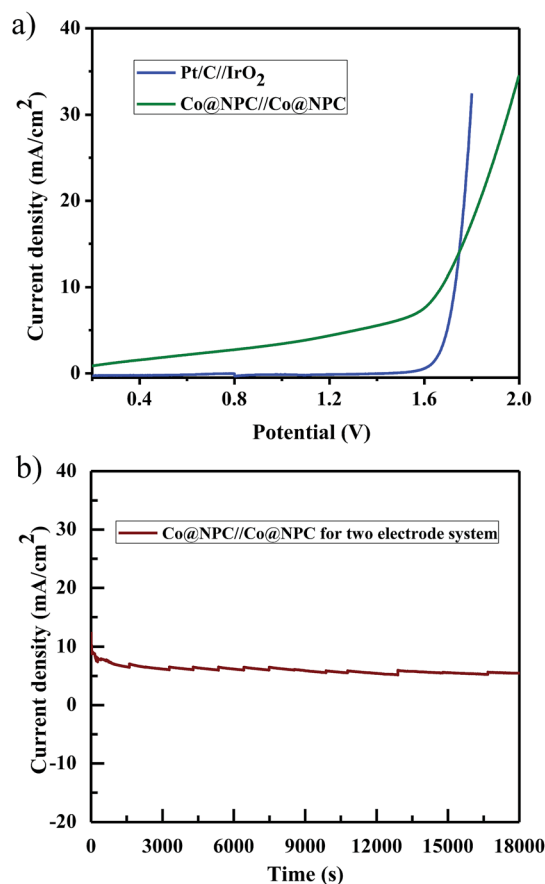 a)
40
30
20
10
0
Current density (mA/cm²)
Pt/C//IrO₂
Co@NPC//Co@NPC
0.4 0.8 1.2 1.6 2.0
Potential (V)
b)
40
30
20
10
0
-10
-20
Current density (mA/cm²)
Co@NPC//Co@NPC for two electrode system
0 3000 6000 9000 12000 15000 18000
Time (s)